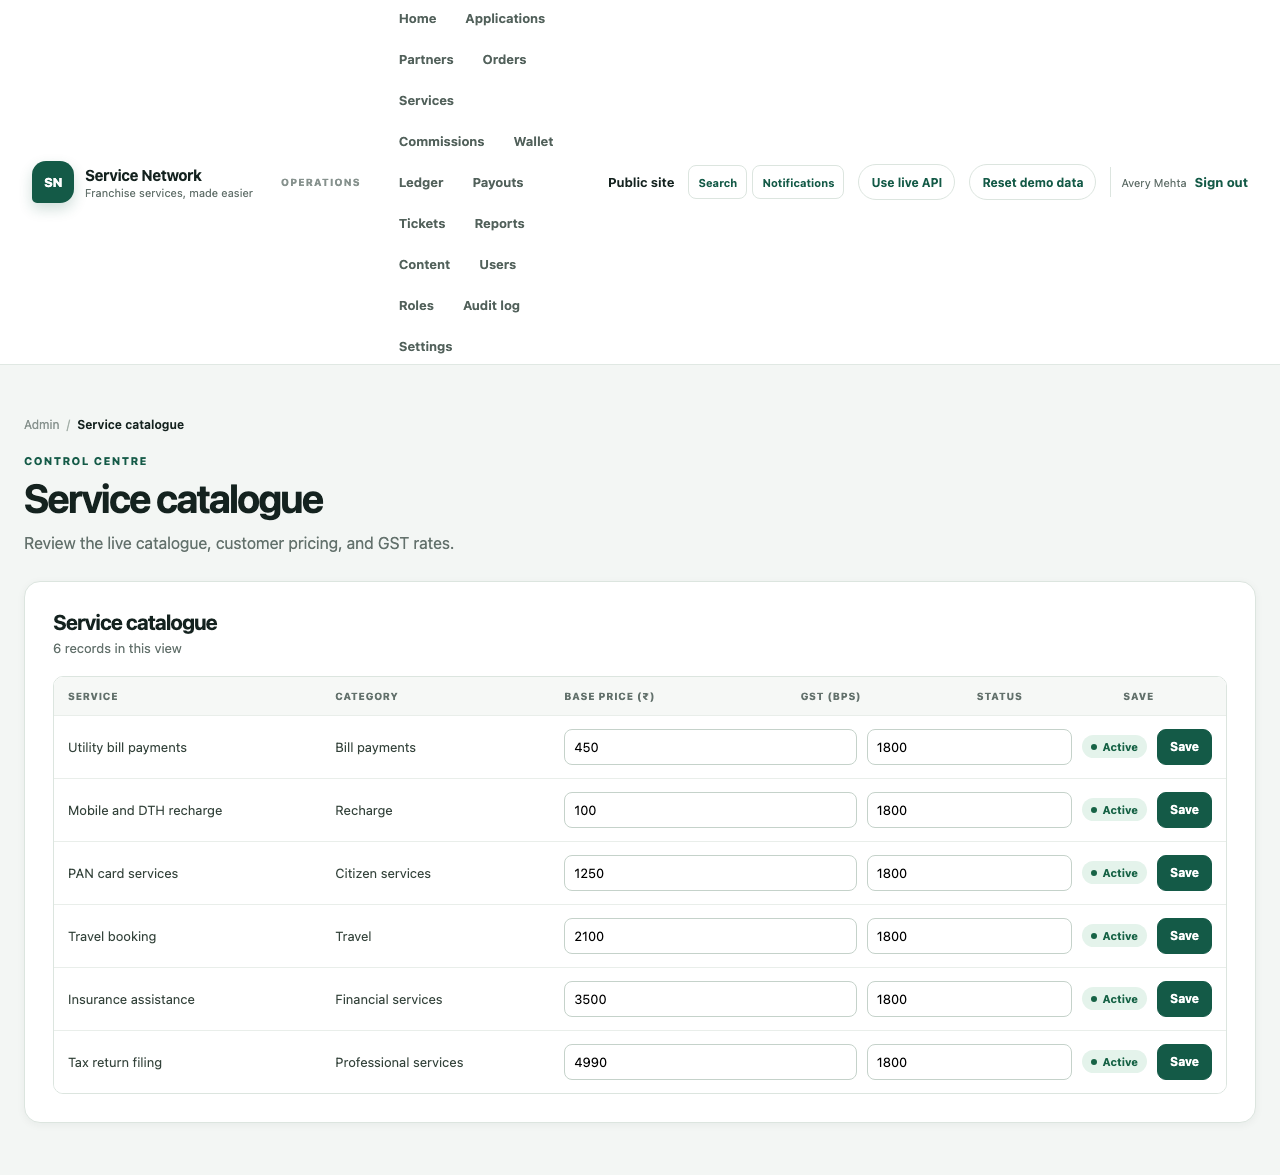 Home Applications
Partners Orders
Services
Commissions Wallet
SN
Service Network
Franchise services, made easier
OPERATIONS
Ledger Payouts
Public site Search Notifications Use live API Reset demo data Avery Mehta Sign out
Tickets Reports
Content Users
Roles Audit log
Settings
Admin / Service catalogue
CONTROL CENTRE
Service catalogue
Review the live catalogue, customer pricing, and GST rates.
Service catalogue
6 records in this view
SERVICE CATEGORY BASE PRICE (₹) GST (BPS) STATUS SAVE
Utility bill payments Bill payments 450 1800 Active Save
Mobile and DTH recharge Recharge 100 1800 Active Save
PAN card services Citizen services 1250 1800 Active Save
Travel booking Travel 2100 1800 Active Save
Insurance assistance Financial services 3500 1800 Active Save
Tax return filing Professional services 4990 1800 Active Save